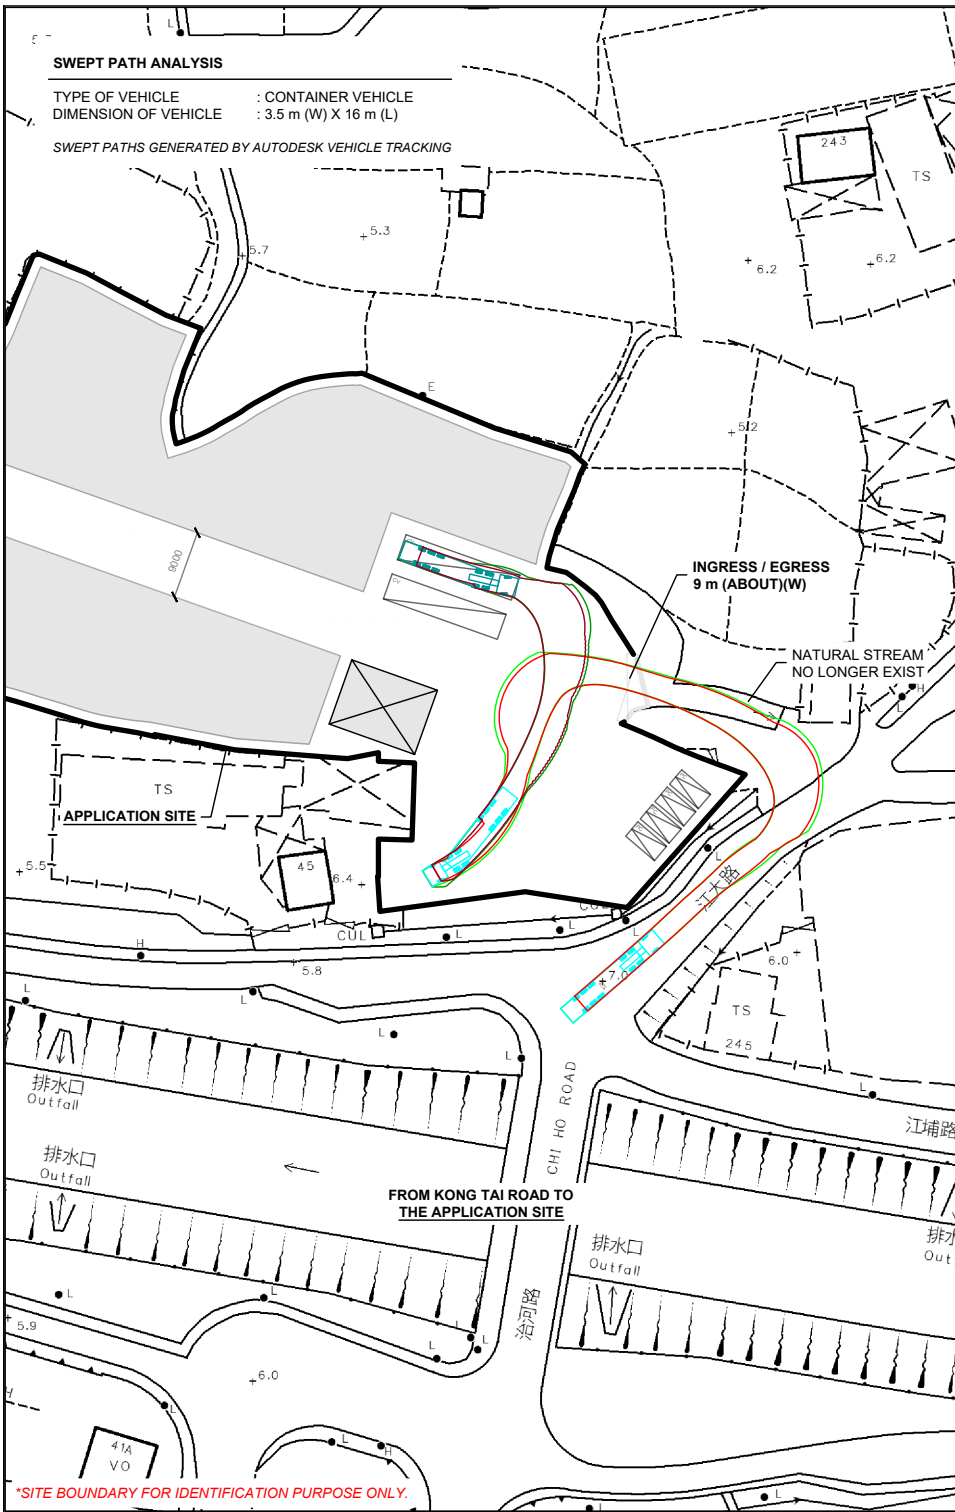 SWEPT PATH ANALYSIS
TYPE OF VEHICLE : CONTAINER VEHICLE
DIMENSION OF VEHICLE : 3.5 m (W) X 16 m (L)
SWEPT PATHS GENERATED BY AUTODESK VEHICLE TRACKING
L
243
TS
5.3
5.7
6.2
6.2
E
5.2
9000
CV
CV
INGRESS / EGRESS
9 m (ABOUT)(W)
NATURAL STREAM
NO LONGER EXIST
H
L
TS
APPLICATION SITE
5.5
45
6.4
L
江大路
CUL
L
L
L
H
5.8
7.0
6.0
TS
245
L
L
L
L
L
排水口
Outfall
CHI HO ROAD
江埔路
排水口
Outfall
FROM KONG TAI ROAD TO
THE APPLICATION SITE
排水口
Outfall
L
L
5.9
治河路
L
L
6.0
L
H
41A
VO
L
H
L
L
*SITE BOUNDARY FOR IDENTIFICATION PURPOSE ONLY.